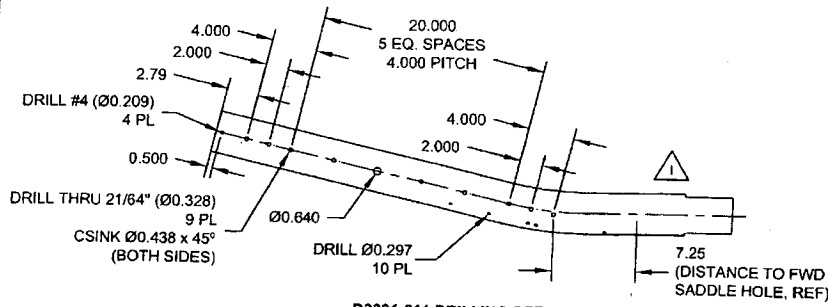 20.000
5 EQ. SPACES
4.000 PITCH
4.000
2.000
2.79
DRILL #4 (Ø0.209)
4 PL
0.500
4.000
2.000
1
DRILL THRU 21/64" (Ø0.328)
9 PL
CSINK Ø0.438 x 45°
(BOTH SIDES)
Ø0.640
DRILL Ø0.297
10 PL
7.25
(DISTANCE TO FWD
SADDLE HOLE, REF)